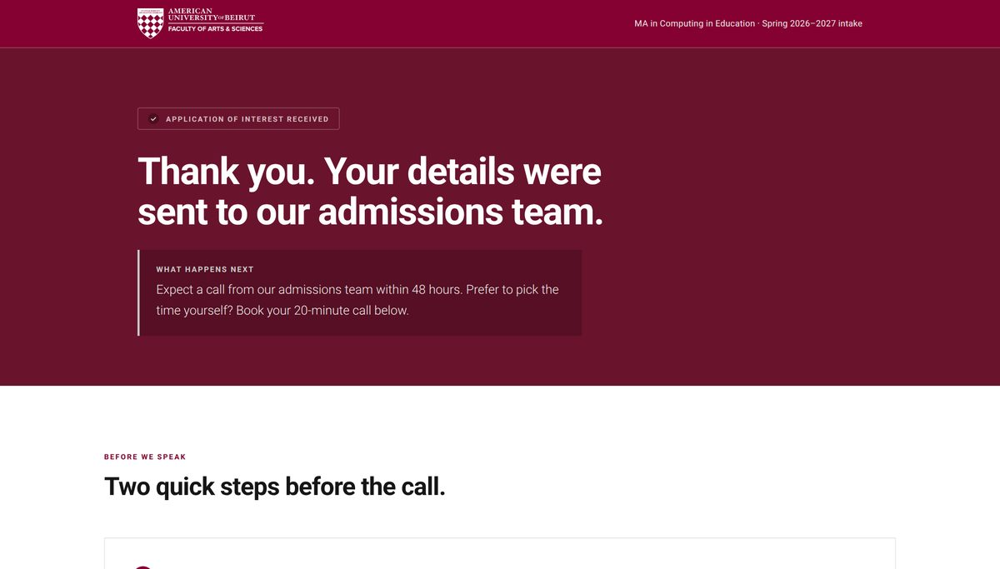 AMERICAN
UNIVERSITY OF BEIRUT
FACULTY OF ARTS & SCIENCES
MA in Computing in Education · Spring 2026–2027 intake
APPLICATION OF INTEREST RECEIVED
Thank you. Your details were
sent to our admissions team.
WHAT HAPPENS NEXT
Expect a call from our admissions team within 48 hours. Prefer to pick the
time yourself? Book your 20-minute call below.
BEFORE WE SPEAK
Two quick steps before the call.